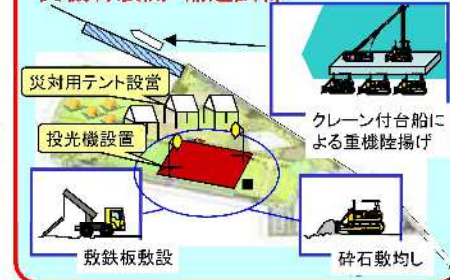 災対用テント設営
投光機設置
クレーン付台船に
よる重機陸揚げ
敷鉄板敷設
砕石敷均し